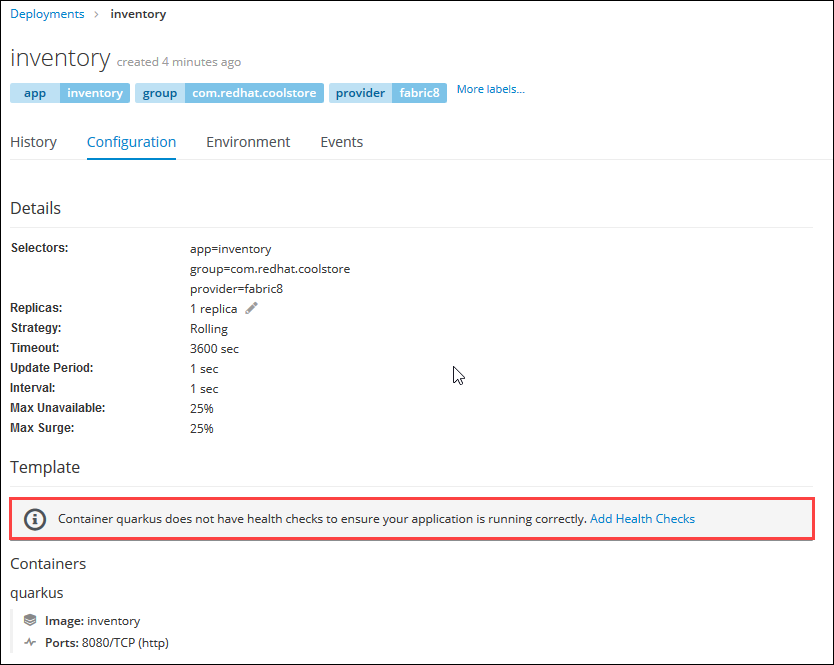 Deployments › inventory
inventory created 4 minutes ago
app inventory group com.redhat.coolstore provider fabric8 More labels...
History Configuration Environment Events
Details
Selectors: app=inventory
group=com.redhat.coolstore
provider=fabric8
Replicas: 1 replica
Strategy: Rolling
Timeout: 3600 sec
Update Period: 1 sec
Interval: 1 sec
Max Unavailable: 25%
Max Surge: 25%
Template
Container quarkus does not have health checks to ensure your application is running correctly. Add Health Checks
Containers
quarkus
Image: inventory
Ports: 8080/TCP (http)